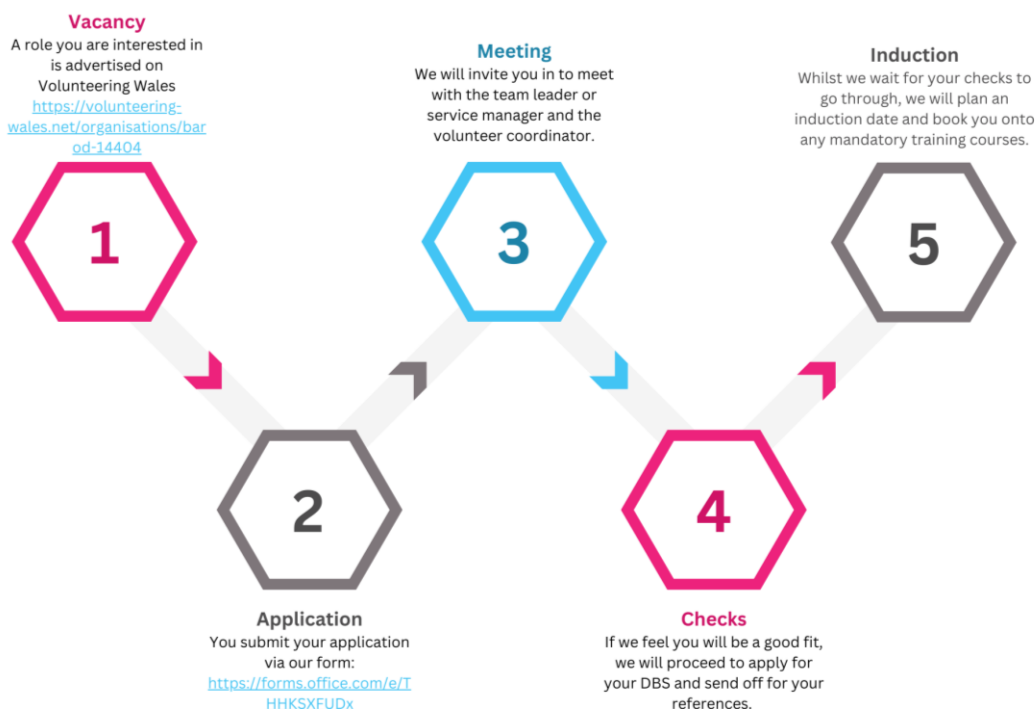 Vacancy
A role you are interested in
is advertised on
Volunteering Wales
https://volunteering-
wales.net/organisations/bar
od-14404
1
2
Application
You submit your application
via our form:
https://forms.office.com/e/T
HHKSXFUDx
Meeting
We will invite you in to meet
with the team leader or
service manager and the
volunteer coordinator.
3
4
Checks
If we feel you will be a good fit,
we will proceed to apply for
your DBS and send off for your
references.
Induction
Whilst we wait for your checks to
go through, we will plan an
induction date and book you onto
any mandatory training courses.
5